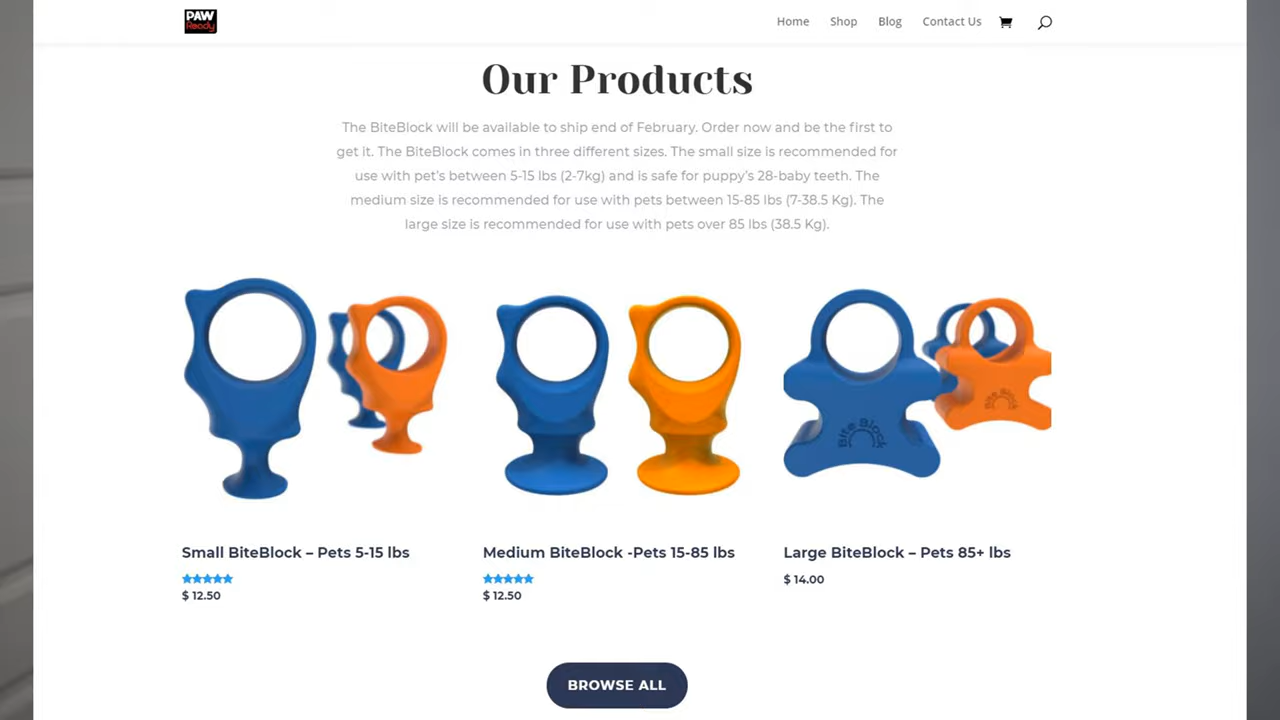 PAW
Ready
Home Shop Blog Contact Us
Our Products
The BiteBlock will be available to ship end of February. Order now and be the first to
get it. The BiteBlock comes in three different sizes. The small size is recommended for
use with pet's between 5-15 lbs (2-7kg) and is safe for puppy's 28-baby teeth. The
medium size is recommended for use with pets between 15-85 lbs (7-38.5 Kg). The
large size is recommended for use with pets over 85 lbs (38.5 Kg).
Bite Block
Bite Block
Small BiteBlock – Pets 5-15 lbs
$ 12.50
Medium BiteBlock -Pets 15-85 lbs
$ 12.50
Large BiteBlock – Pets 85+ lbs
$ 14.00
BROWSE ALL